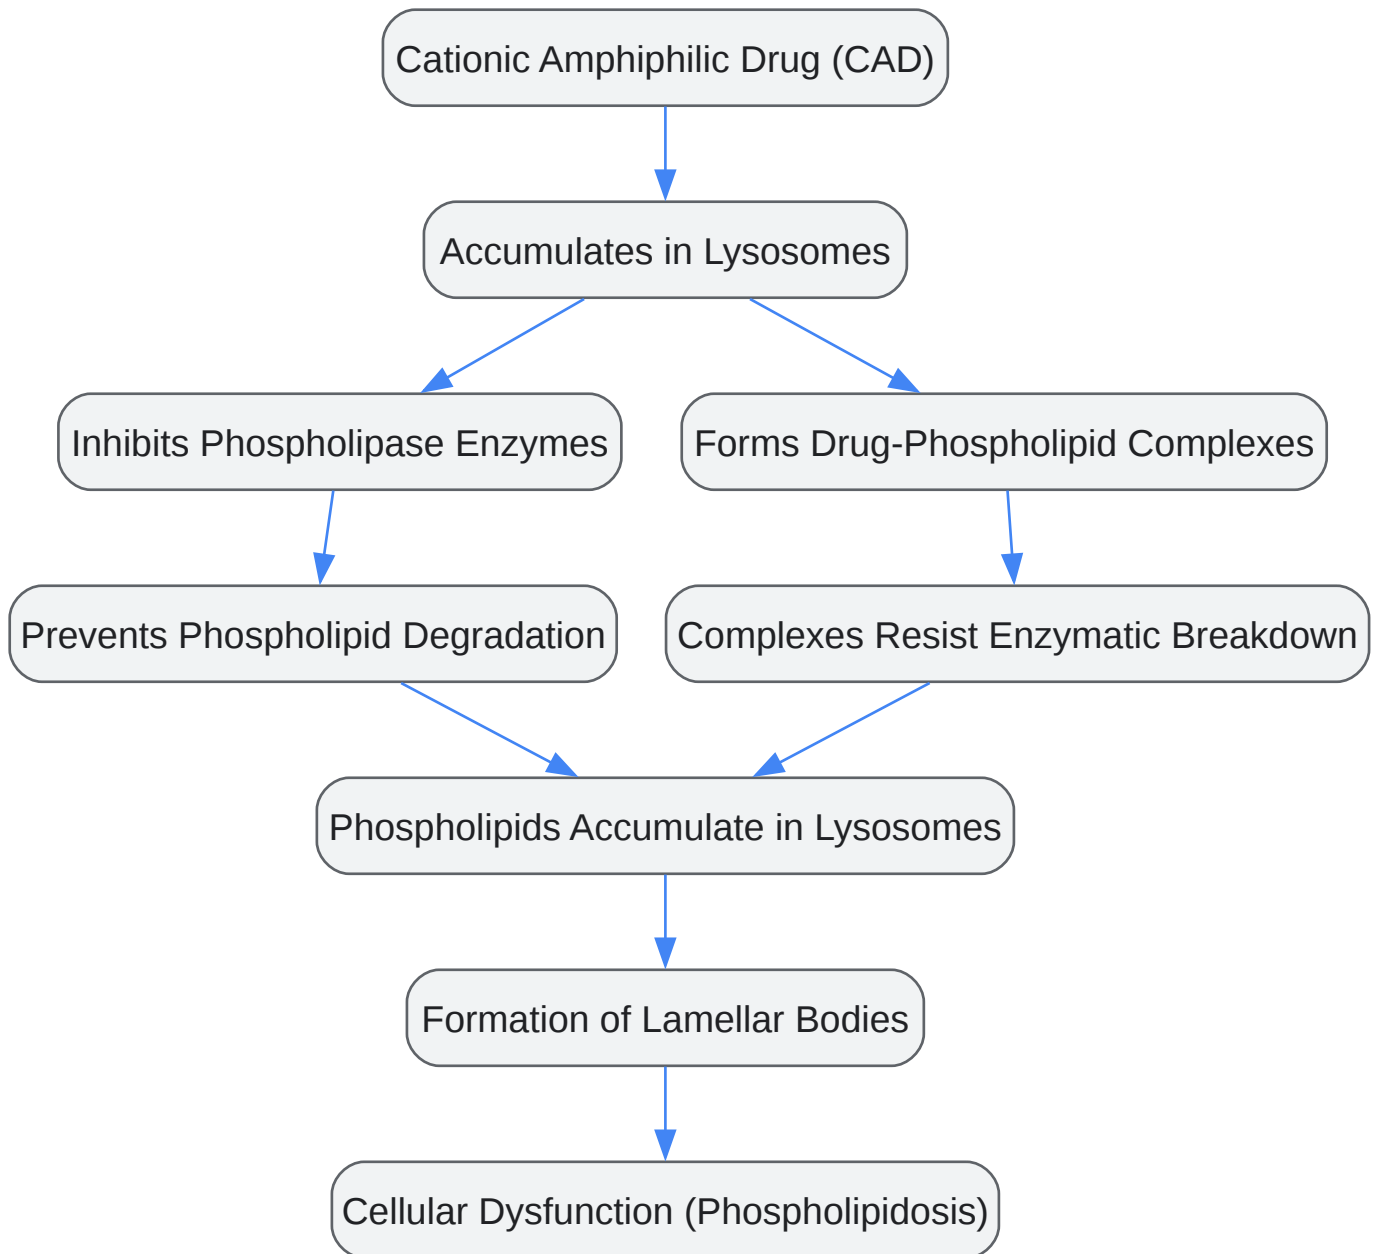 Cationic Amphiphilic Drug (CAD)
Accumulates in Lysosomes
Inhibits Phospholipase Enzymes
Forms Drug-Phospholipid Complexes
Prevents Phospholipid Degradation
Complexes Resist Enzymatic Breakdown
Phospholipids Accumulate in Lysosomes
Formation of Lamellar Bodies
Cellular Dysfunction (Phospholipidosis)